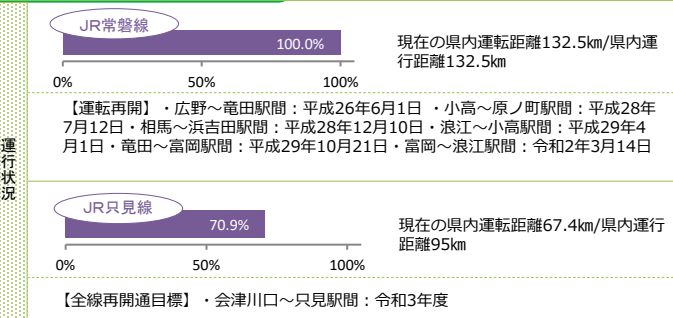 JR常磐線
100.0%
現在の県内運転距離132.5㎞/県内運
行距離132.5㎞
0%
50%
100%
【運転再開】・広野～竜田駅間：平成26年6月1日 ・小高～原ノ町駅間：平成28年
7月12日・相馬～浜吉田駅間：平成28年12月10日・浪江～小高駅間：平成29年4
月1日・竜田～富岡駅間：平成29年10月21日・富岡～浪江駅間：令和2年3月14日
運行状況
JR只見線
70.9%
現在の県内運転距離67.4㎞/県内運行
距離95㎞
0%
50%
100%
【全線再開通目標】・会津川口～只見駅間：令和3年度